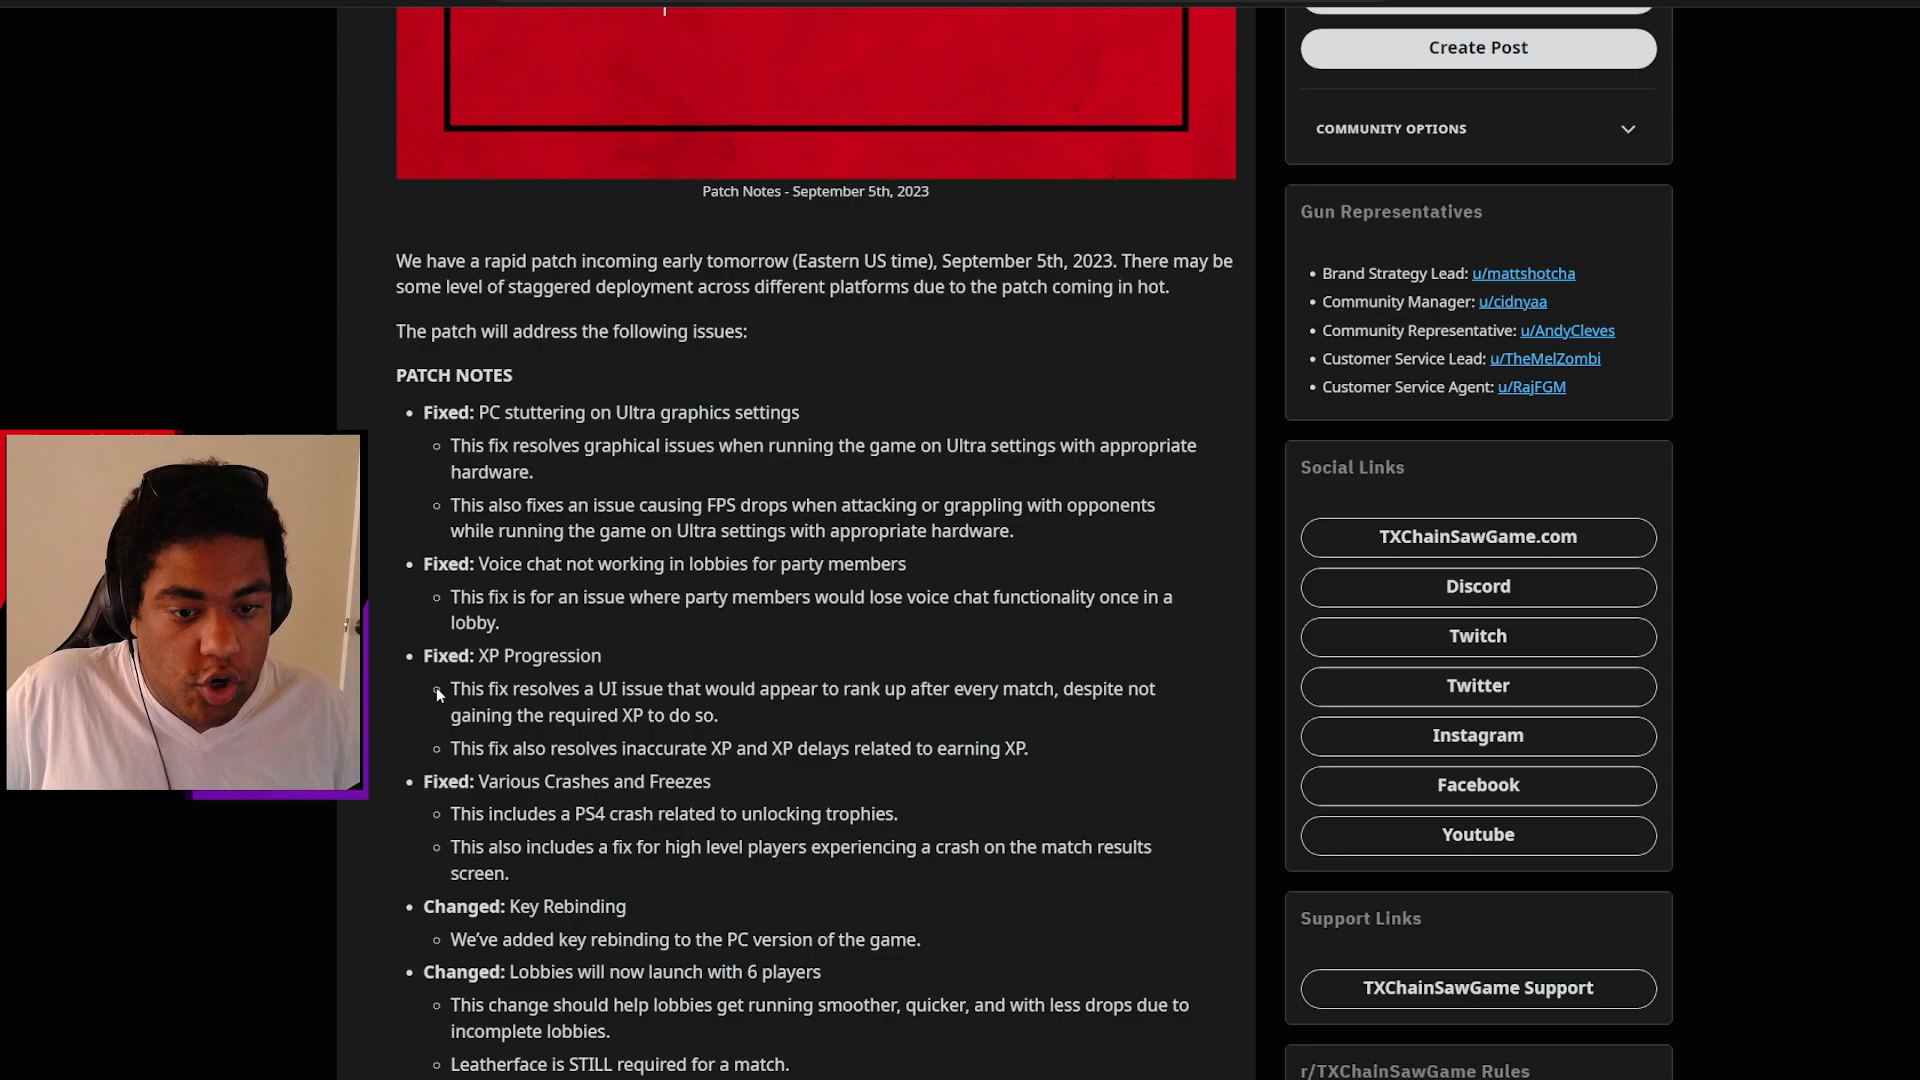 Create Post
COMMUNITY OPTIONS
Patch Notes - September 5th, 2023
We have a rapid patch incoming early tomorrow (Eastern US time), September 5th, 2023. There may be
some level of staggered deployment across different platforms due to the patch coming in hot.
The patch will address the following issues:
PATCH NOTES
• Fixed: PC stuttering on Ultra graphics settings
◦ This fix resolves graphical issues when running the game on Ultra settings with appropriate
hardware.
◦ This also fixes an issue causing FPS drops when attacking or grappling with opponents
while running the game on Ultra settings with appropriate hardware.
• Fixed: Voice chat not working in lobbies for party members
◦ This fix is for an issue where party members would lose voice chat functionality once in a
lobby.
• Fixed: XP Progression
◦ This fix resolves a UI issue that would appear to rank up after every match, despite not
gaining the required XP to do so.
◦ This fix also resolves inaccurate XP and XP delays related to earning XP.
• Fixed: Various Crashes and Freezes
◦ This includes a PS4 crash related to unlocking trophies.
◦ This also includes a fix for high level players experiencing a crash on the match results
screen.
• Changed: Key Rebinding
◦ We’ve added key rebinding to the PC version of the game.
• Changed: Lobbies will now launch with 6 players
◦ This change should help lobbies get running smoother, quicker, and with less drops due to
incomplete lobbies.
◦ Leatherface is STILL required for a match.
Gun Representatives
• Brand Strategy Lead: u/mattshotcha
• Community Manager: u/cidnyaa
• Community Representative: u/AndyCleves
• Customer Service Lead: u/TheMelZombi
• Customer Service Agent: u/RajFGM
Social Links
TXChainSawGame.com
Discord
Twitch
Twitter
Instagram
Facebook
Youtube
Support Links
TXChainSawGame Support
r/TXChainSawGame Rules